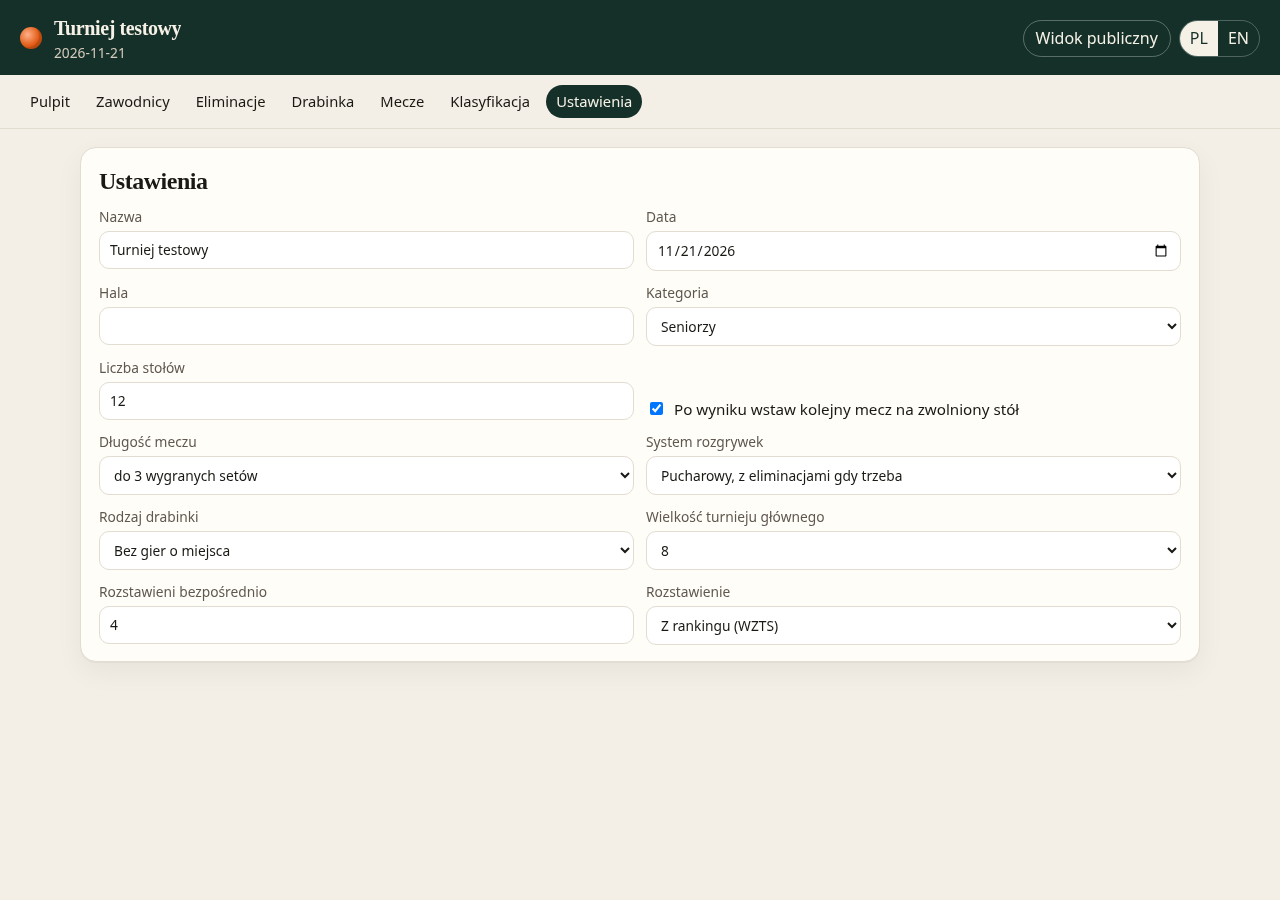 Turniej testowy
2026-11-21
Widok publiczny
PL
EN
Pulpit
Zawodnicy
Eliminacje
Drabinka
Mecze
Klasyfikacja
Ustawienia
Ustawienia
Nazwa
Data
Turniej testowy
11/21/2026
Hala
Kategoria
Seniorzy
Liczba stołów
12
Po wyniku wstaw kolejny mecz na zwolniony stół
Długość meczu
System rozgrywek
do 3 wygranych setów
Pucharowy, z eliminacjami gdy trzeba
Rodzaj drabinki
Wielkość turnieju głównego
Bez gier o miejsca
8
Rozstawieni bezpośrednio
Rozstawienie
4
Z rankingu (WZTS)